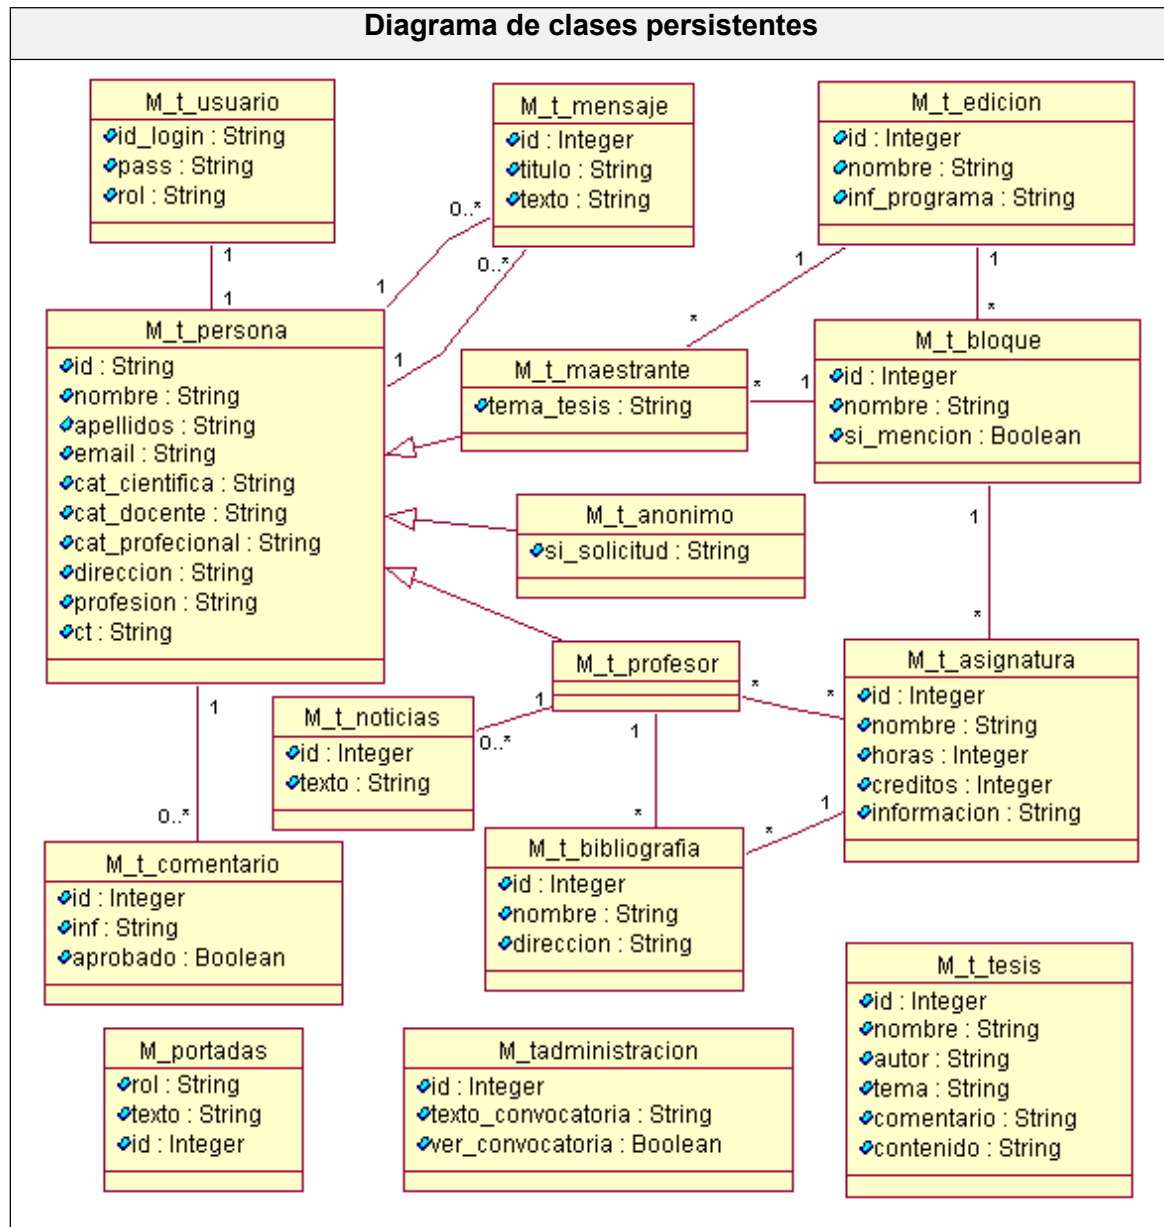 Diagrama de clases persistentes
M_t_usuario
id_login : String
pass : String
rol : String
M_t_mensaje
id : Integer
titulo : String
texto : String
M_t_edicion
id : Integer
nombre : String
inf_programa : String
0..*
1
1
0..*
1
1
1
1
*
*
M_t_persona
id : String
nombre : String
apellidos : String
email : String
cat_cientifica : String
cat_docente : String
cat_profecional : String
direccion : String
profesion : String
ct : String
M_t_maestrante
tema_tesis : String
*
1
M_t_bloque
id : Integer
nombre : String
si_mencion : Boolean
M_t_anonimo
si_solicitud : String
1
*
M_t_profesor
*
*
M_t_asignatura
id : Integer
nombre : String
horas : Integer
creditos : Integer
informacion : String
1
0..*
M_t_noticias
id : Integer
texto : String
1
0..*
1
*
1
*
M_t_comentario
id : Integer
inf : String
aprobado : Boolean
M_t_bibliografia
id : Integer
nombre : String
direccion : String
M_t_tesis
id : Integer
nombre : String
autor : String
tema : String
comentario : String
contenido : String
M_portadas
rol : String
texto : String
id : Integer
M_tadministracion
id : Integer
texto_convocatoria : String
ver_convocatoria : Boolean